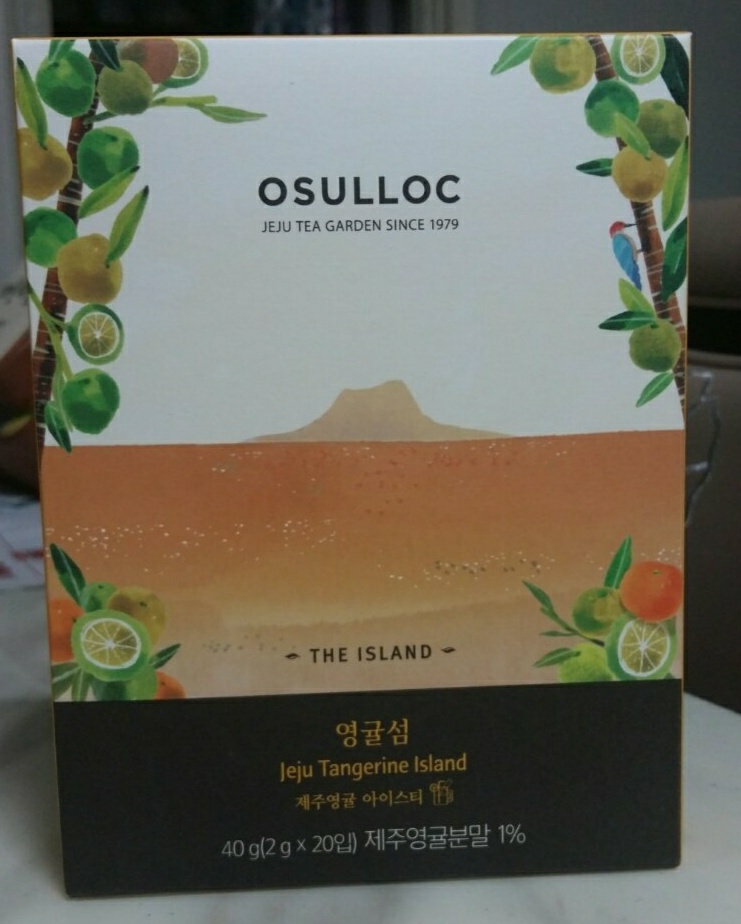 OSULLOC
JEJU TEA GARDEN SINCE 1979
THE ISLAND
영귤섬
Jeju Tangerine Island
제주영귤 아이스티
40 g(2 g x 20입) 제주영귤분말 1%